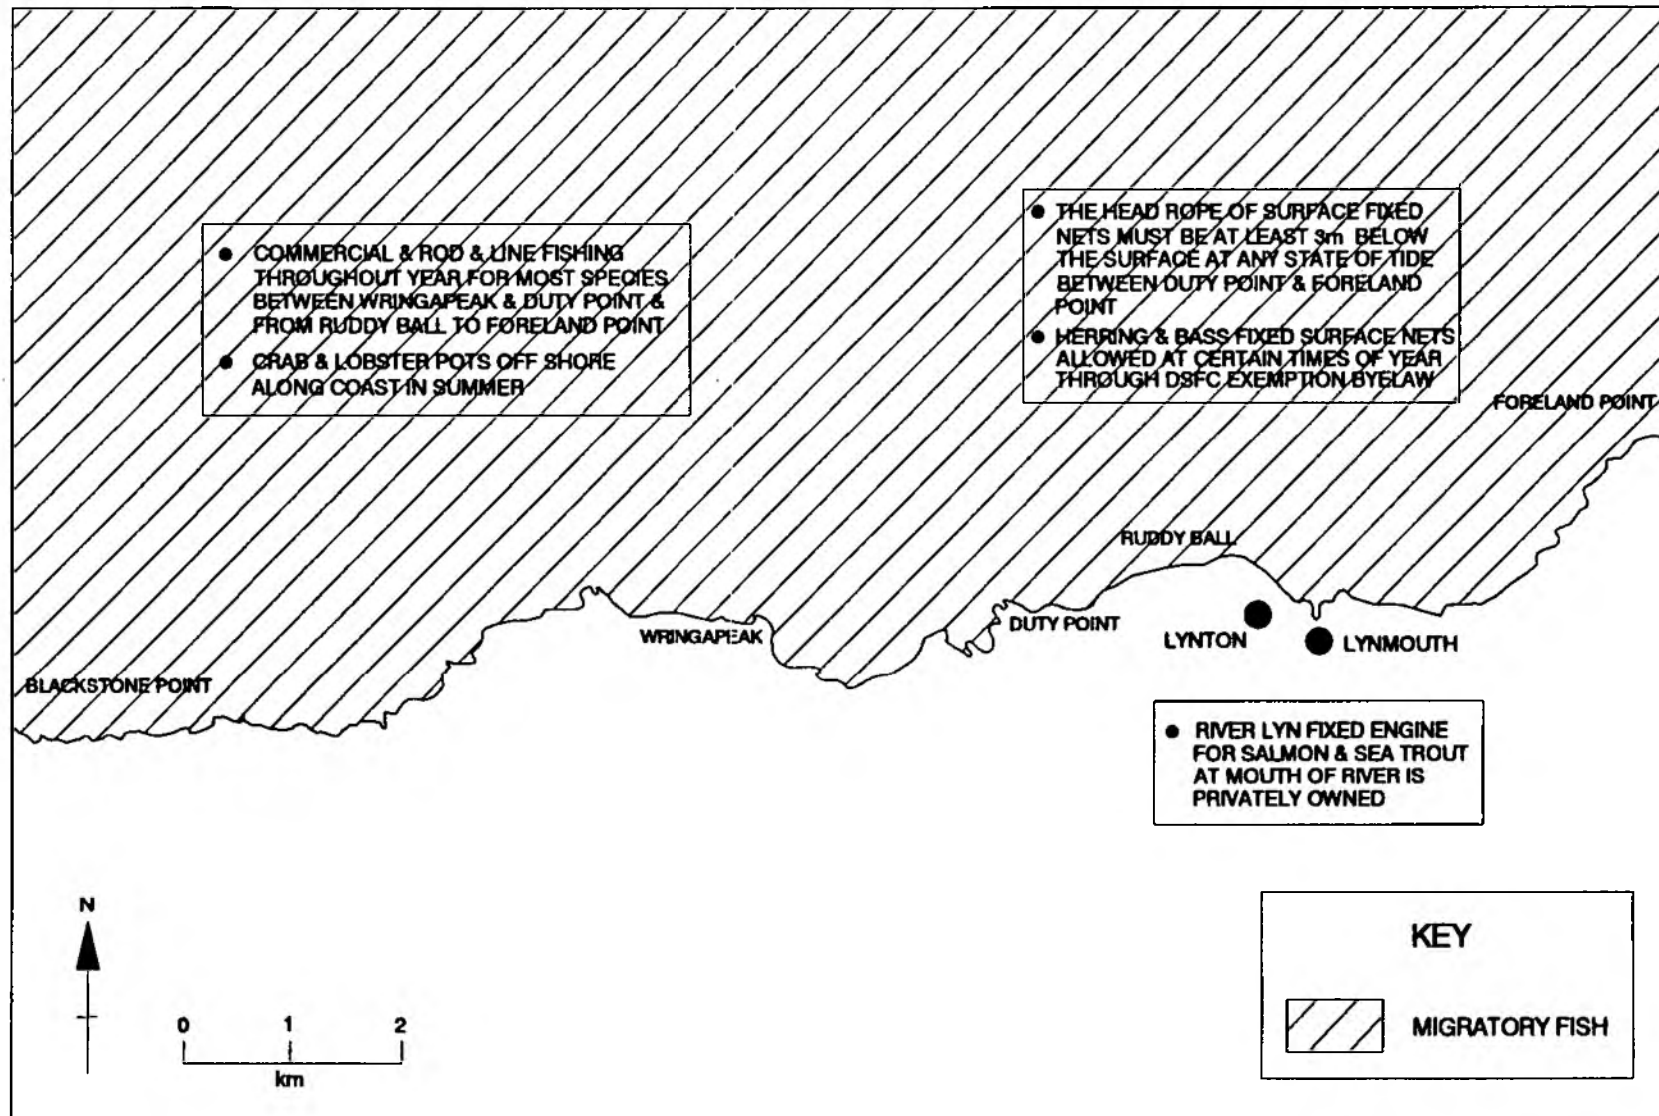 ● COMMERCIAL & ROD & LINE FISHING
THROUGHOUT YEAR FOR MOST SPECIES
BETWEEN WRINGAPEAK & DUTY POINT &
FROM RUDDY BALL TO FORELAND POINT
● CRAB & LOBSTER POTS OFF SHORE
ALONG COAST IN SUMMER
● THE HEAD ROPE OF SURFACE FIXED
NETS MUST BE AT LEAST 3m BELOW
THE SURFACE AT ANY STATE OF TIDE
BETWEEN DUTY POINT & FORELAND
POINT
● HERRING & BASS FIXED SURFACE NETS
ALLOWED AT CERTAIN TIMES OF YEAR
THROUGH DSFC EXEMPTION BYELAW
FORELAND POINT
RUDDY BALL
WRINGAPEAK
DUTY POINT
LYNTON
LYNMOUTH
BLACKSTONE POINT
● RIVER LYN FIXED ENGINE
FOR SALMON & SEA TROUT
AT MOUTH OF RIVER IS
PRIVATELY OWNED
N
0 1 2
km
KEY
MIGRATORY FISH